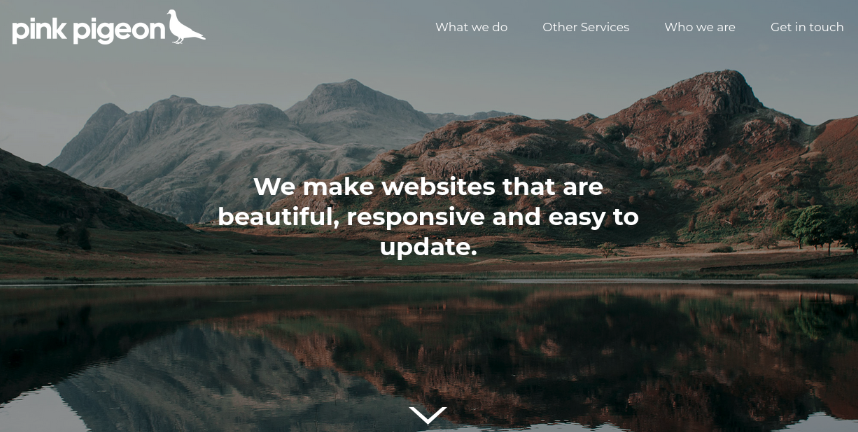 pink pigeon
What we do
Other Services
Who we are
Get in touch
We make websites that are
beautiful, responsive and easy to
update.